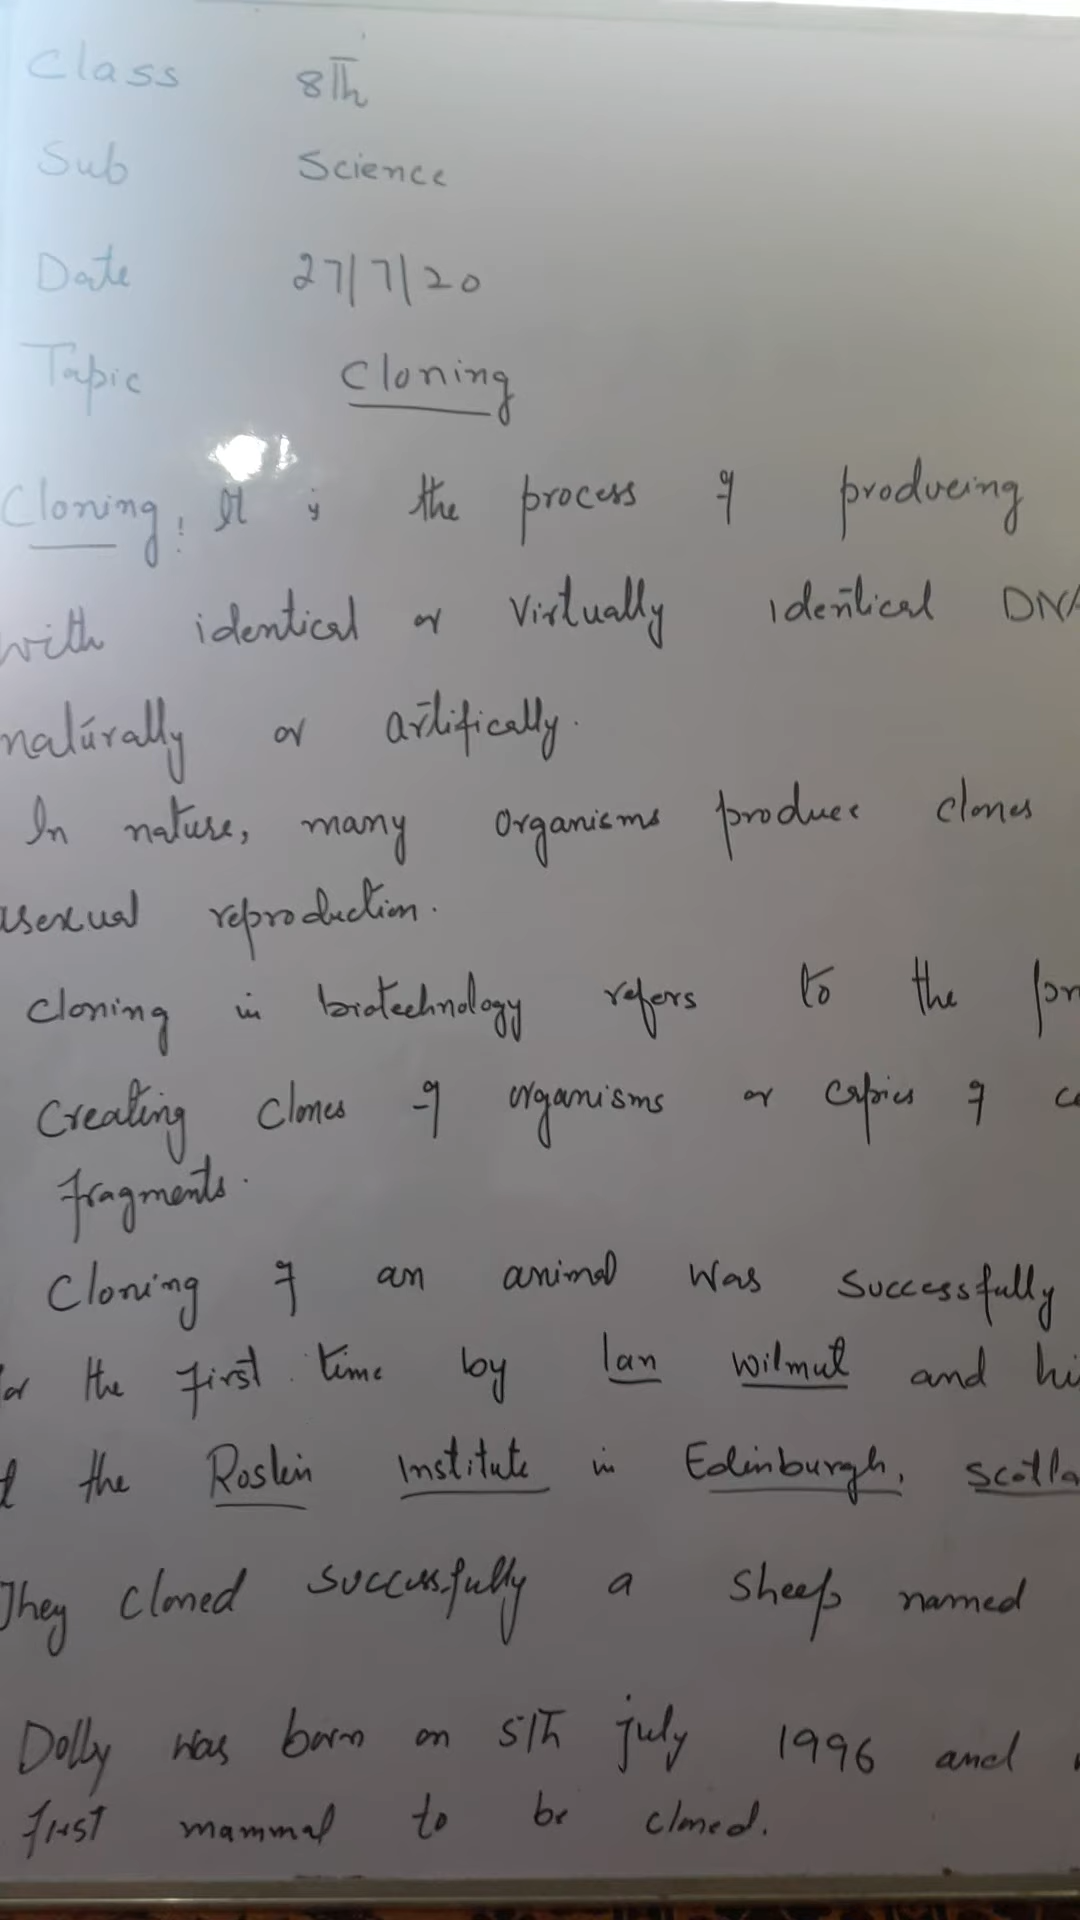 Class 8Th
Sub Science
Date 27/7/20
Topic Cloning
Cloning: It is the process of producing
with identical or Virtually identical DNA
naturally or artifically.
In nature, many organisms produce clones
asexual reproduction.
Cloning in biotechnology refers to the
Creating clones of organisms or copies of
fragments.
Cloning of an animal was successfully
for the first time by Ian wilmut and hi
the Roslin Institute in Edinburgh, scotla
They cloned successfully a sheep named
Dolly was born on 5Th july 1996 and
first mammal to be cloned.